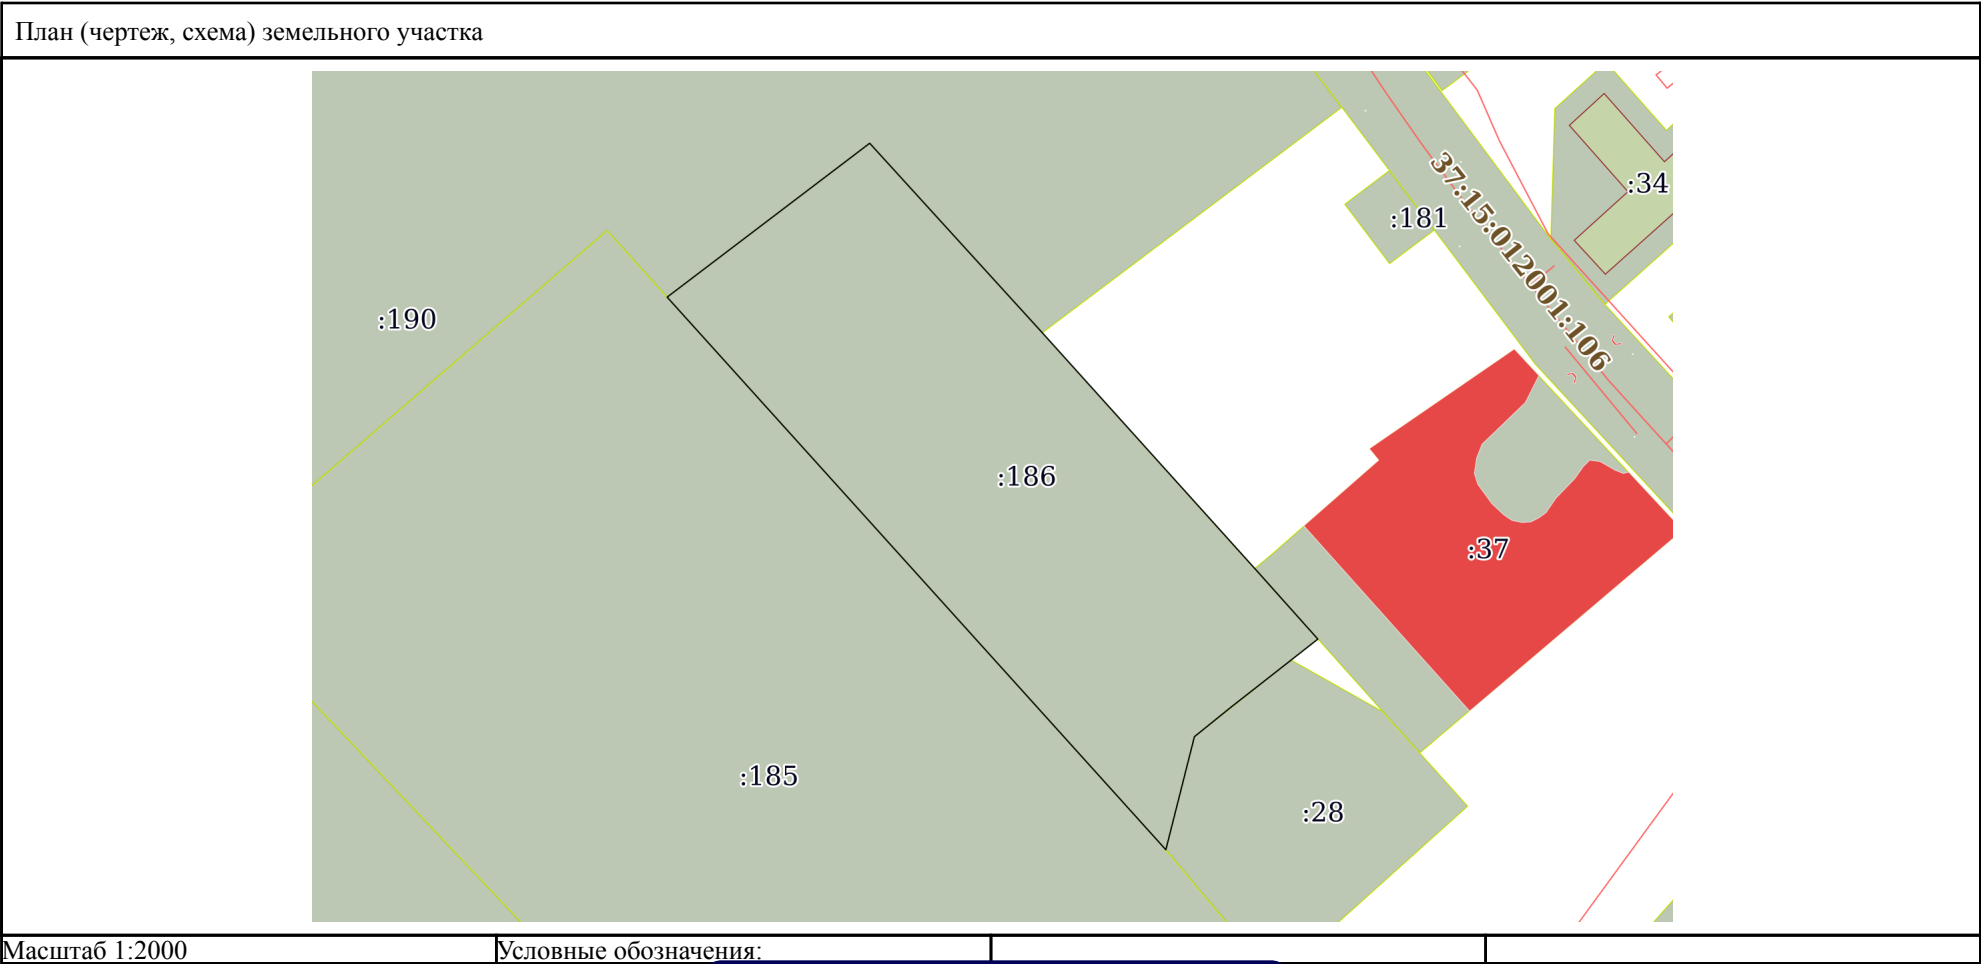 План (чертеж, схема) земельного участка
:34
:181
37:15:012001:106
:190
:186
:37
:185
:28
Масштаб 1:2000
Условные обозначения: